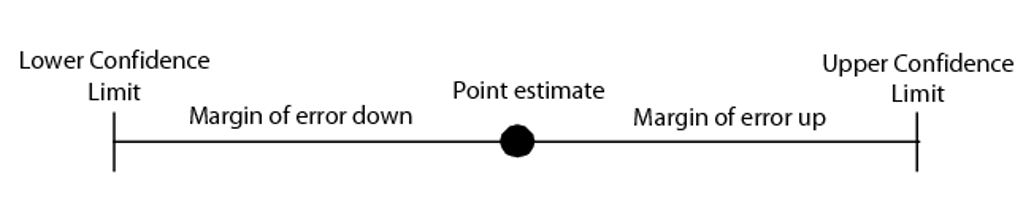 Lower Confidence
Limit
Margin of error down
Point estimate
Margin of error up
Upper Confidence
Limit